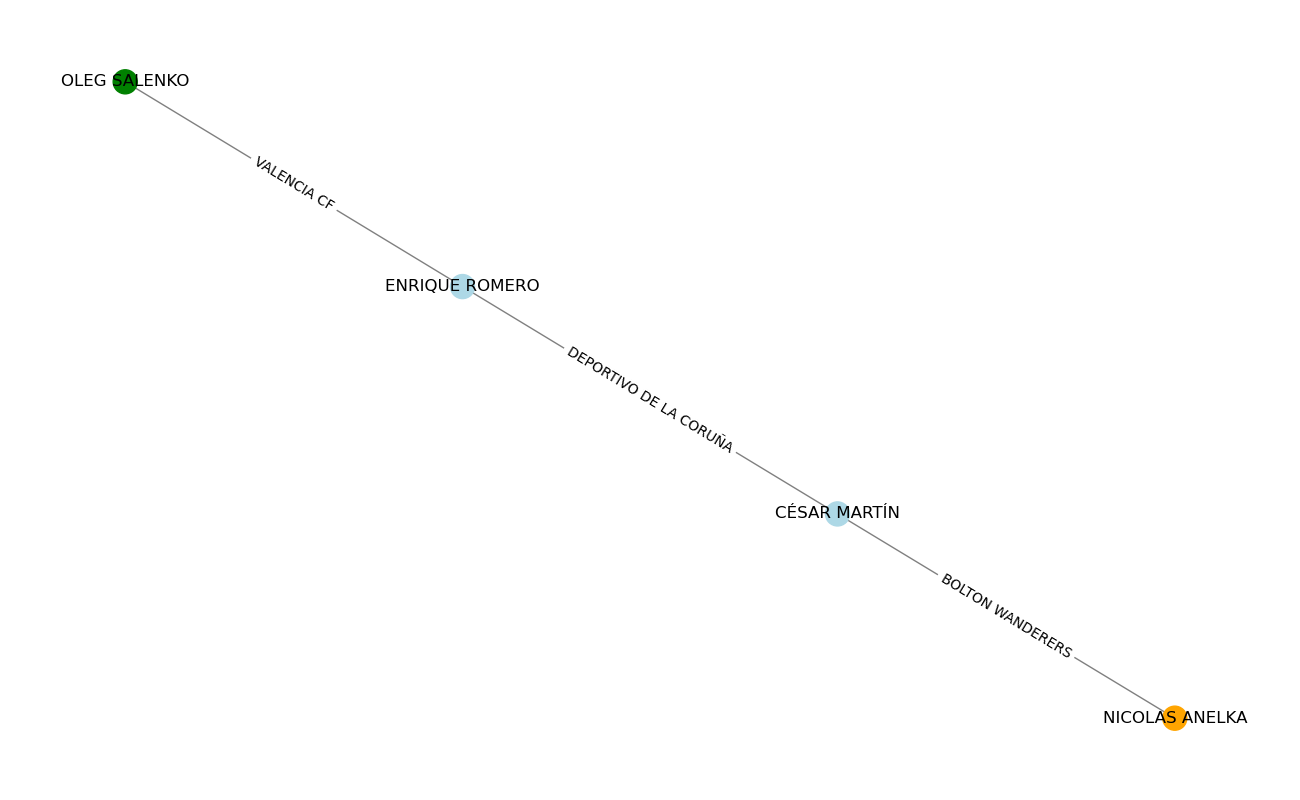 OLEG SALENKO
VALENCIA CF
ENRIQUE ROMERO
DEPORTIVO DE LA CORUÑA
CÉSAR MARTÍN
BOLTON WANDERERS
NICOLAS ANELKA